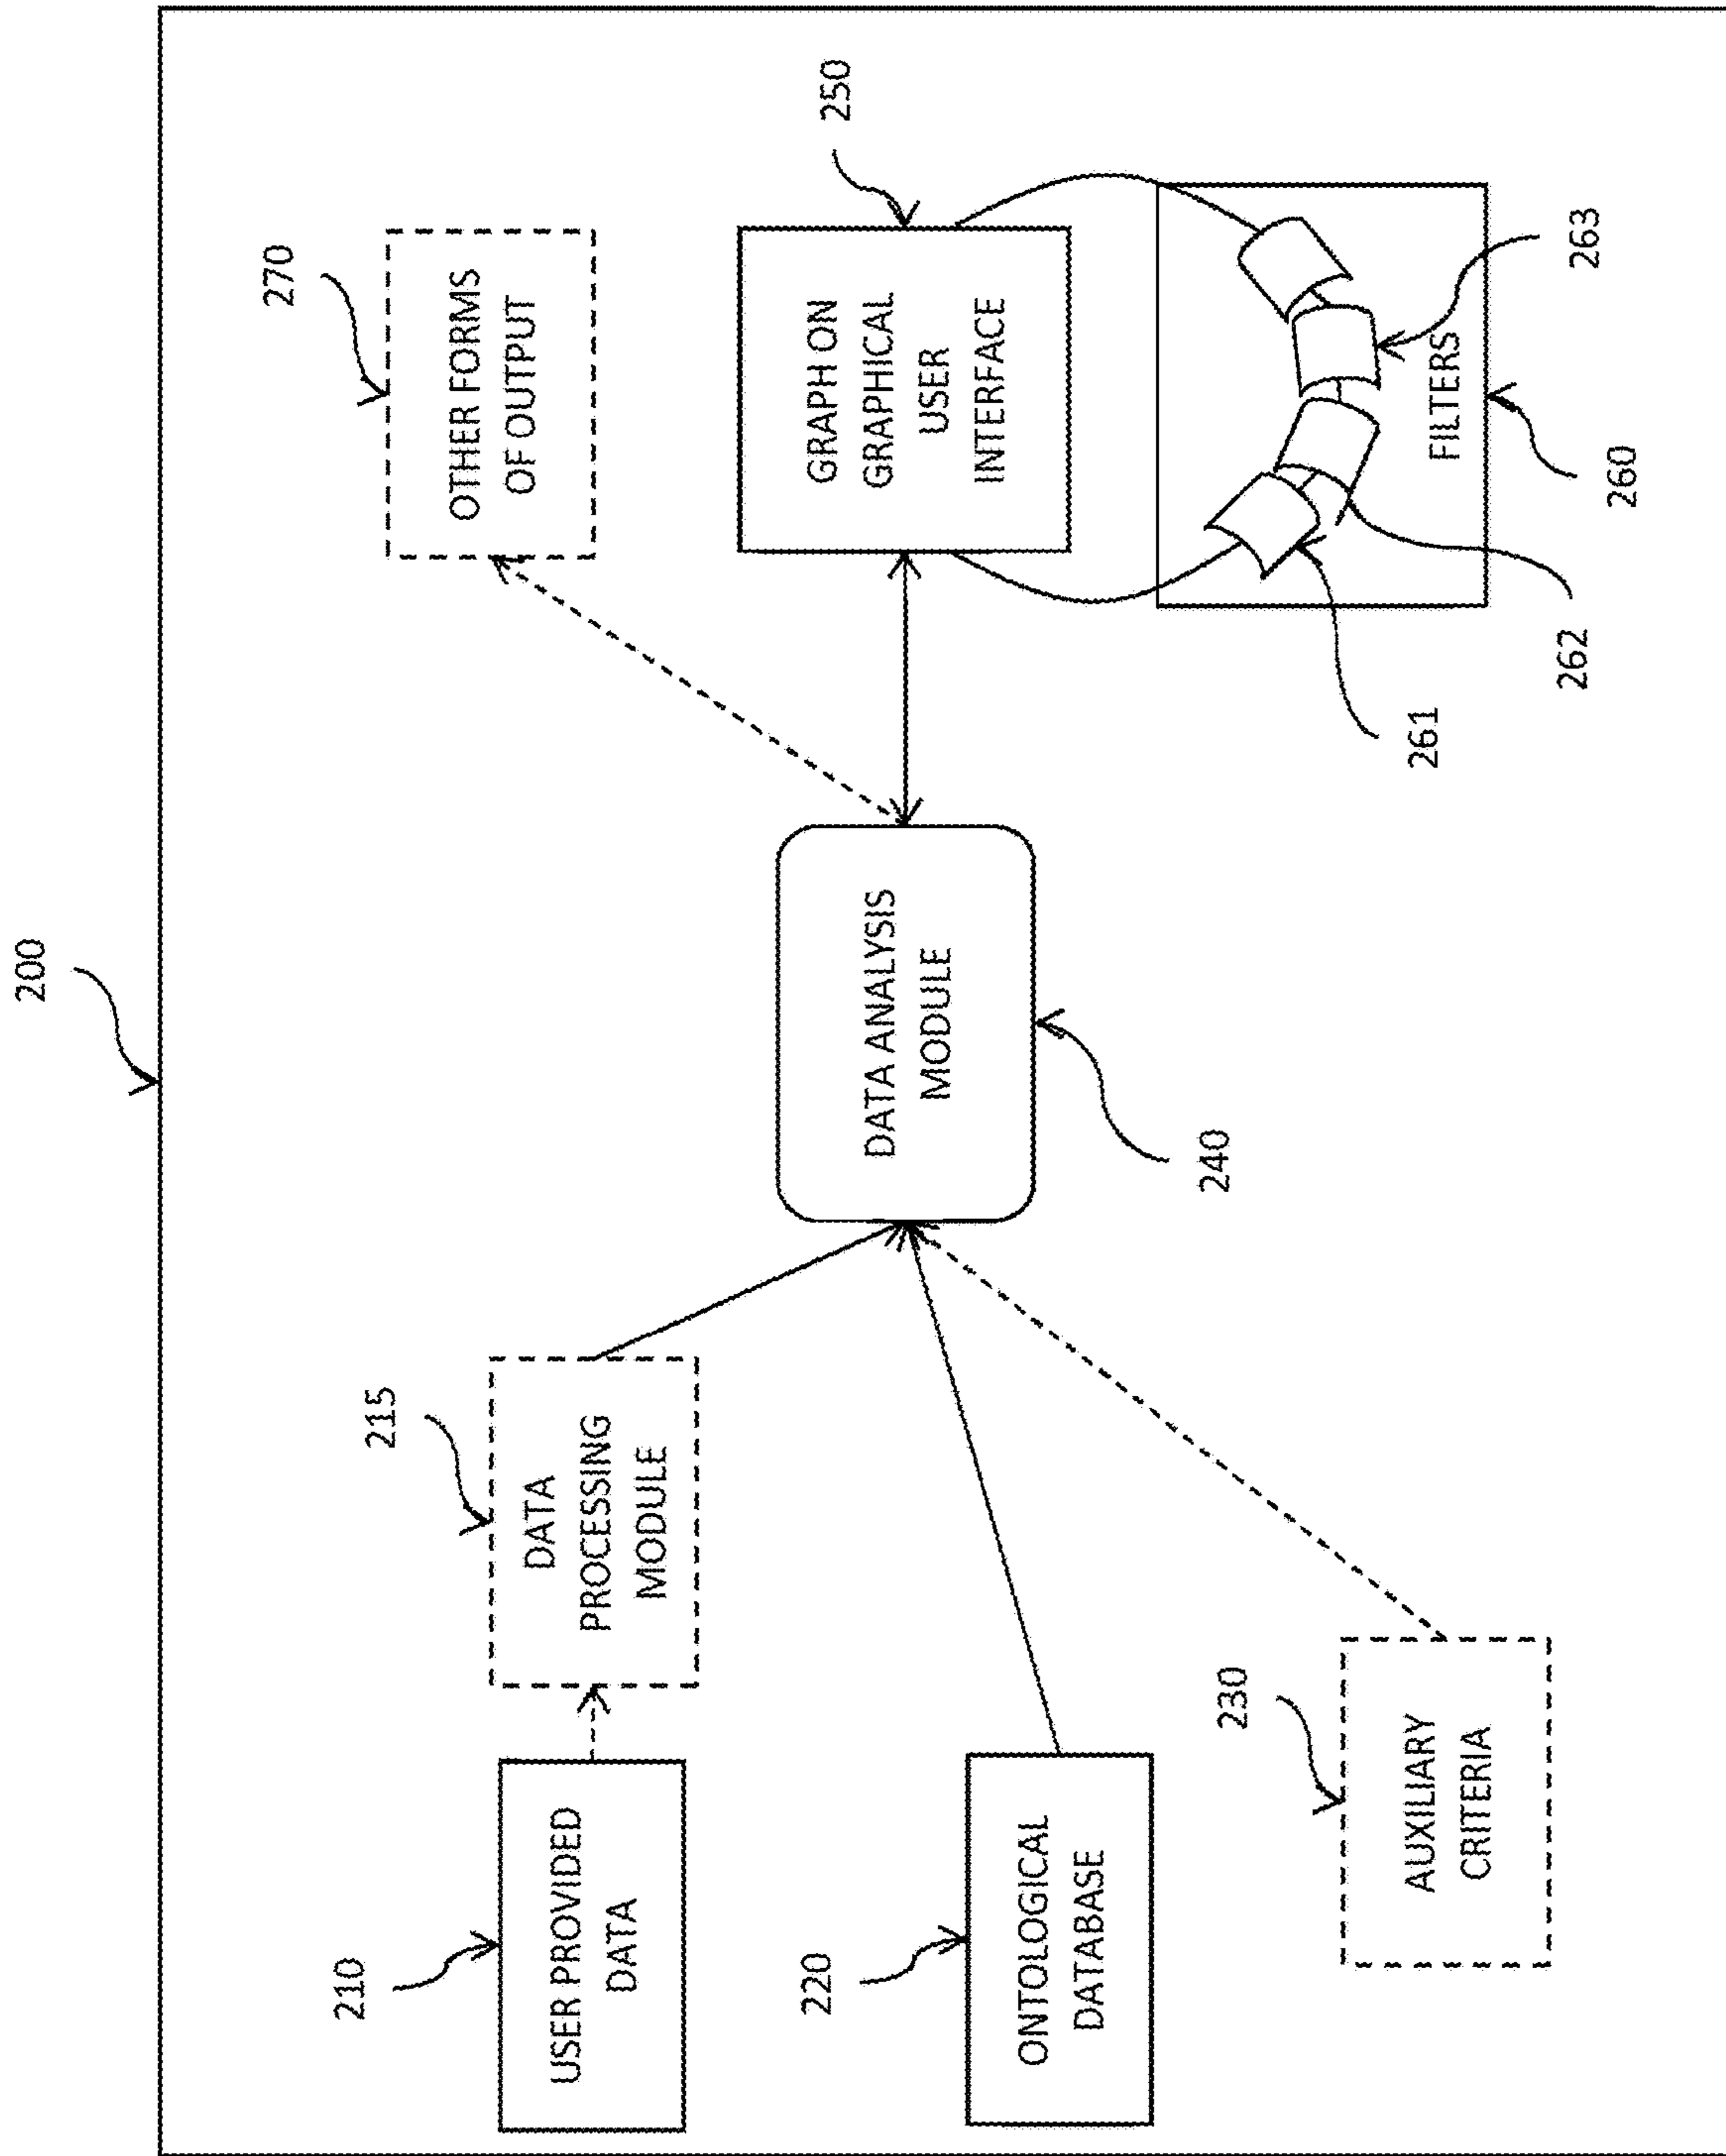 200
210
USER PROVIDED
DATA
215
DATA
PROCESSING
MODULE
220
ONTOLOGICAL
DATABASE
230
AUXILIARY
CRITERIA
DATA ANALYSIS
MODULE
240
270
OTHER FORMS
OF OUTPUT
250
GRAPH ON
GRAPHICAL
USER
INTERFACE
FILTERS
261
262
260
263